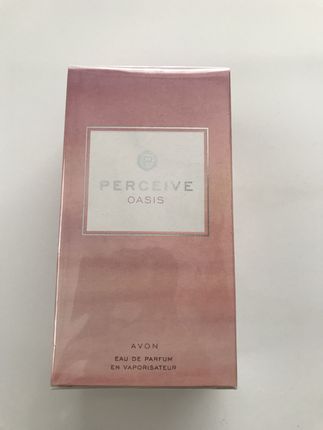 P
PERCEIVE
OASIS
AVON
EAU DE PARFUM
EN VAPORISATEUR